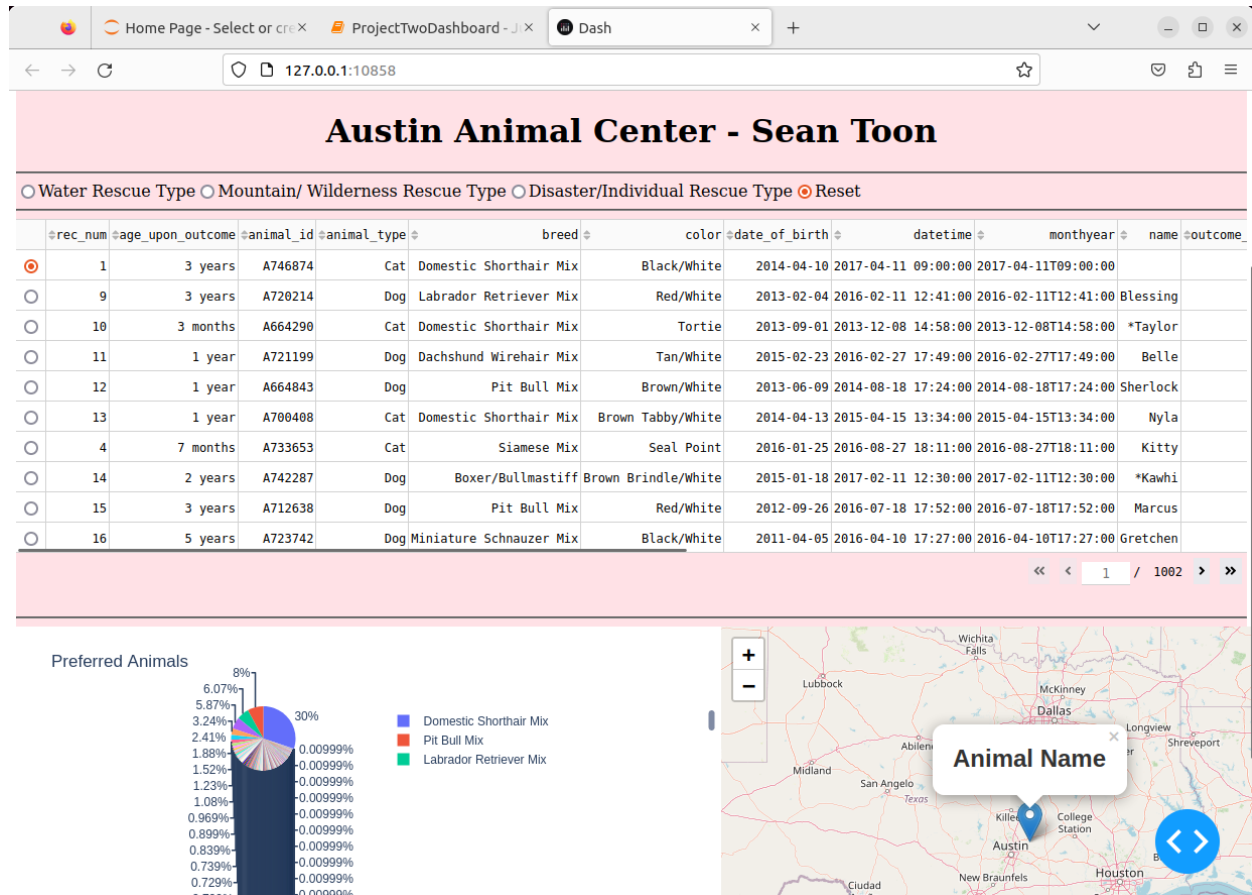 Home Page - Select or cre
ProjectTwoDashboard - J
Dash
127.0.0.1:10858
Austin Animal Center - Sean Toon
Water Rescue Type Mountain/ Wilderness Rescue Type Disaster/Individual Rescue Type Reset
rec_num age_upon_outcome animal_id animal_type breed color date_of_birth datetime monthyear name outcome_
1 3 years A746874 Cat Domestic Shorthair Mix Black/White 2014-04-10 2017-04-11 09:00:00 2017-04-11T09:00:00
9 3 years A720214 Dog Labrador Retriever Mix Red/White 2013-02-04 2016-02-11 12:41:00 2016-02-11T12:41:00 Blessing
10 3 months A664290 Cat Domestic Shorthair Mix Tortie 2013-09-01 2013-12-08 14:58:00 2013-12-08T14:58:00 *Taylor
11 1 year A721199 Dog Dachshund Wirehair Mix Tan/White 2015-02-23 2016-02-27 17:49:00 2016-02-27T17:49:00 Belle
12 1 year A664843 Dog Pit Bull Mix Brown/White 2013-06-09 2014-08-18 17:24:00 2014-08-18T17:24:00 Sherlock
13 1 year A700408 Cat Domestic Shorthair Mix Brown Tabby/White 2014-04-13 2015-04-15 13:34:00 2015-04-15T13:34:00 Nyla
4 7 months A733653 Cat Siamese Mix Seal Point 2016-01-25 2016-08-27 18:11:00 2016-08-27T18:11:00 Kitty
14 2 years A742287 Dog Boxer/Bullmastiff Brown Brindle/White 2015-01-18 2017-02-11 12:30:00 2017-02-11T12:30:00 *Kawhi
15 3 years A712638 Dog Pit Bull Mix Red/White 2012-09-26 2016-07-18 17:52:00 2016-07-18T17:52:00 Marcus
16 5 years A723742 Dog Miniature Schnauzer Mix Black/White 2011-04-05 2016-04-10 17:27:00 2016-04-10T17:27:00 Gretchen
1 / 1002
Preferred Animals
8%
6.07%
5.87%
3.24%
2.41%
1.88%
1.52%
1.23%
1.08%
0.969%
0.899%
0.839%
0.739%
0.729%
30%
0.00999%
0.00999%
0.00999%
0.00999%
0.00999%
0.00999%
0.00999%
0.00999%
0.00999%
0.00999%
Domestic Shorthair Mix
Pit Bull Mix
Labrador Retriever Mix
+
−
Wichita
Falls
Lubbock
McKinney
Dallas
Longview
Shreveport
Abilene
Midland
San Angelo
Texas
Animal Name
Killee
College
Station
Austin
New Braunfels
Houston
Ciudad